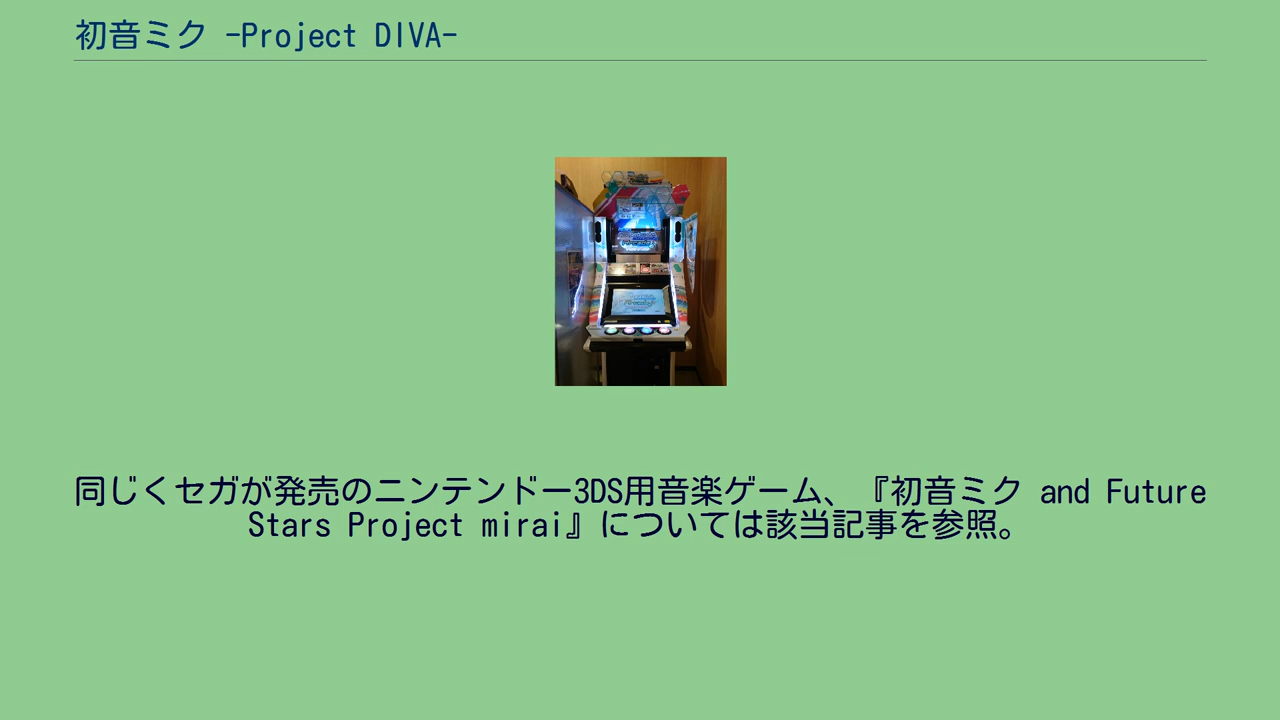 初音ミク -Project DIVA-
同じくセガが発売のニンテンドー3DS用音楽ゲーム、『初音ミク and Future
Stars Project mirai』については該当記事を参照。